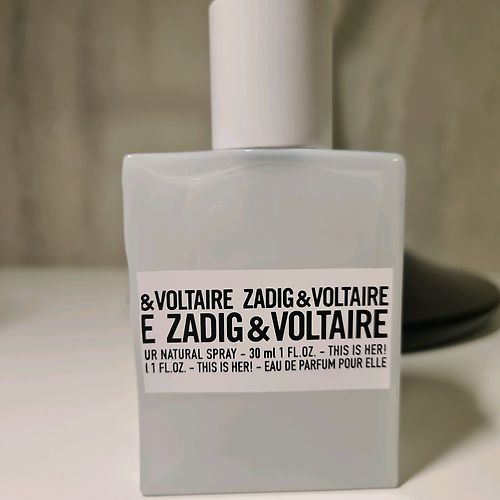 &VOLTAIRE ZADIG&VOLTAIRE
E ZADIG&VOLTAIRE
UR NATURAL SPRAY – 30 ml 1 FL.OZ. – THIS IS HER!
l 1 FL.OZ. – THIS IS HER! – EAU DE PARFUM POUR ELLE